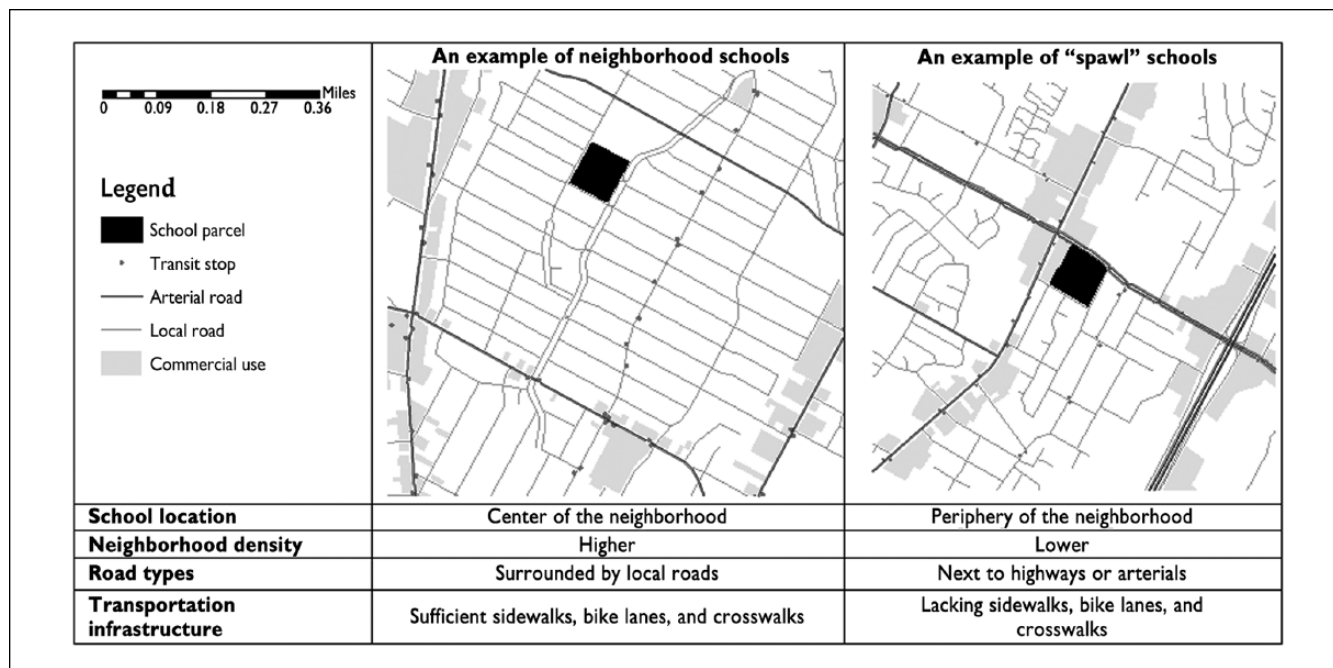 An example of neighborhood schools
An example of “spawl” schools
Miles
0 0.09 0.18 0.27 0.36
Legend
School parcel
Transit stop
Arterial road
Local road
Commercial use
School location
Center of the neighborhood
Periphery of the neighborhood
Neighborhood density
Higher
Lower
Road types
Surrounded by local roads
Next to highways or arterials
Transportation
infrastructure
Sufficient sidewalks, bike lanes, and crosswalks
Lacking sidewalks, bike lanes, and
crosswalks